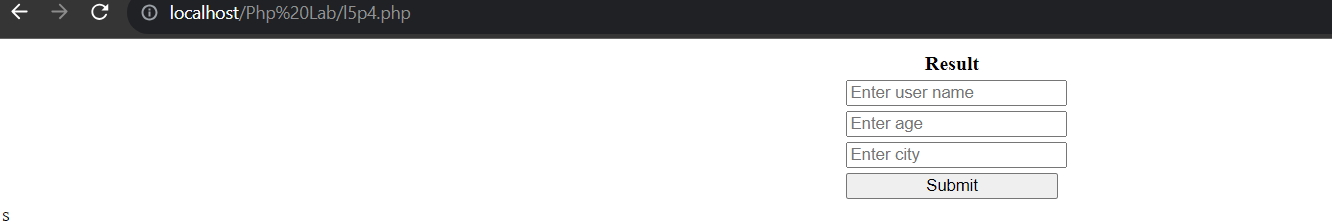 localhost/Php%20Lab/l5p4.php
Result
Enter user name
Enter age
Enter city
Submit
s